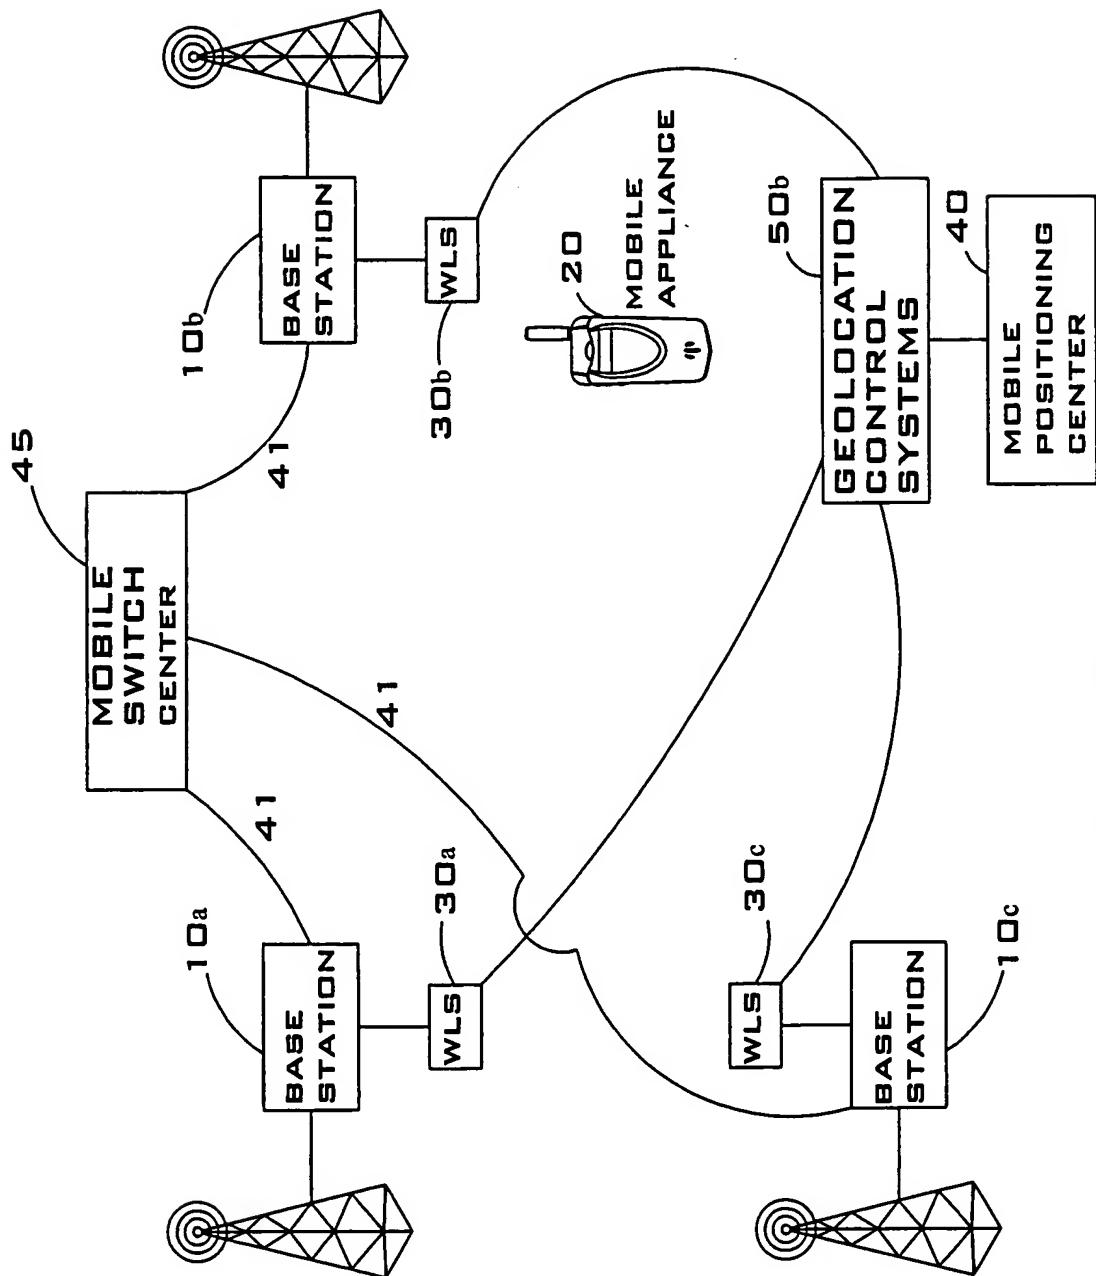 45
MOBILE
SWITCH
CENTER
41
41
41
10a
BASE
STATION
30a
WLS
10b
BASE
STATION
30b
WLS
20
MOBILE
APPLIANCE
30c
WLS
10c
BASE
STATION
50b
GEOLOCATION
CONTROL
SYSTEMS
40
MOBILE
POSITIONING
CENTER